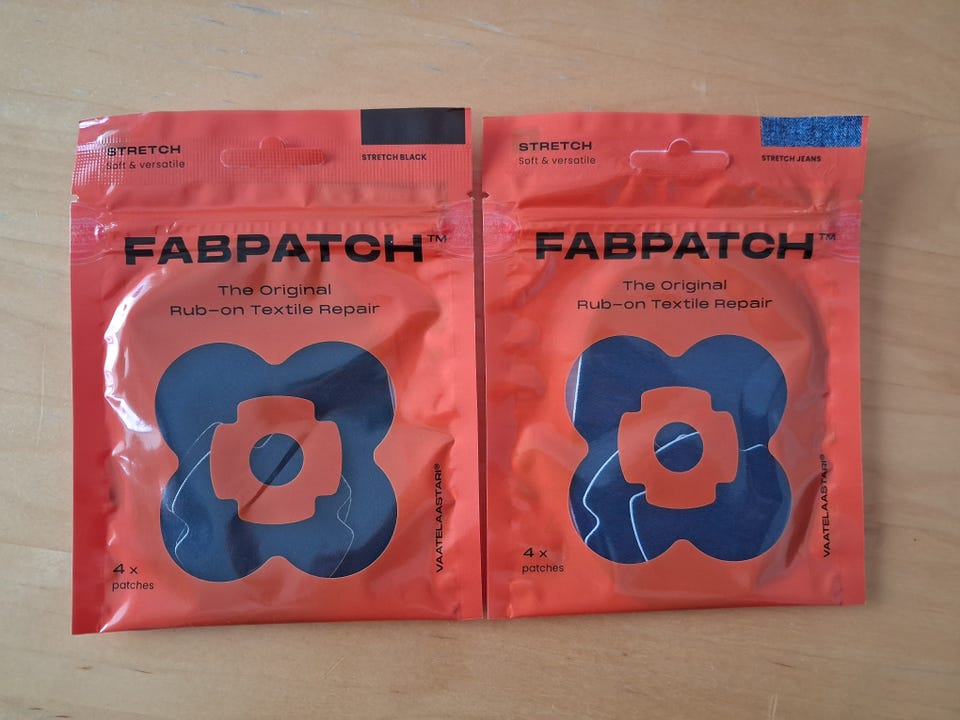 STRETCH
Soft & versatile
STRETCH BLACK
FABPATCH™
The Original
Rub-on Textile Repair
VAATELAASTARI®
4 x
patches
STRETCH
Soft & versatile
STRETCH JEANS
FABPATCH™
The Original
Rub-on Textile Repair
VAATELAASTARI®
4 x
patches